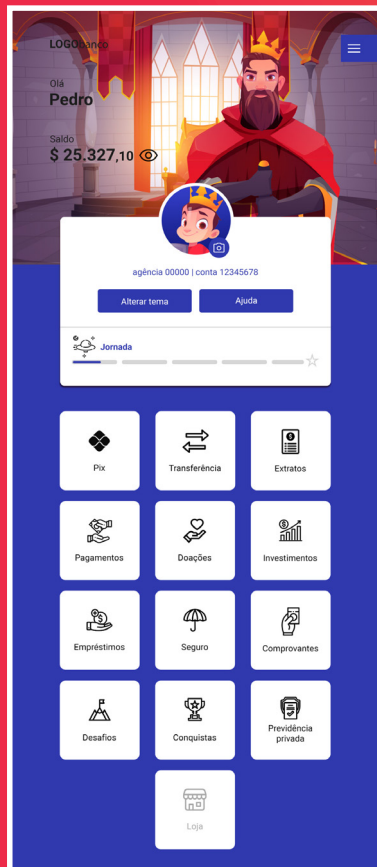 LOGObanco
Olá
Pedro
Saldo
$ 25.327,10
agência 00000 | conta 12345678
Alterar tema
Ajuda
Jornada
Pix
Transferência
Extratos
Pagamentos
Doações
Investimentos
Empréstimos
Seguro
Comprovantes
Desafios
Conquistas
Previdência
privada
Loja